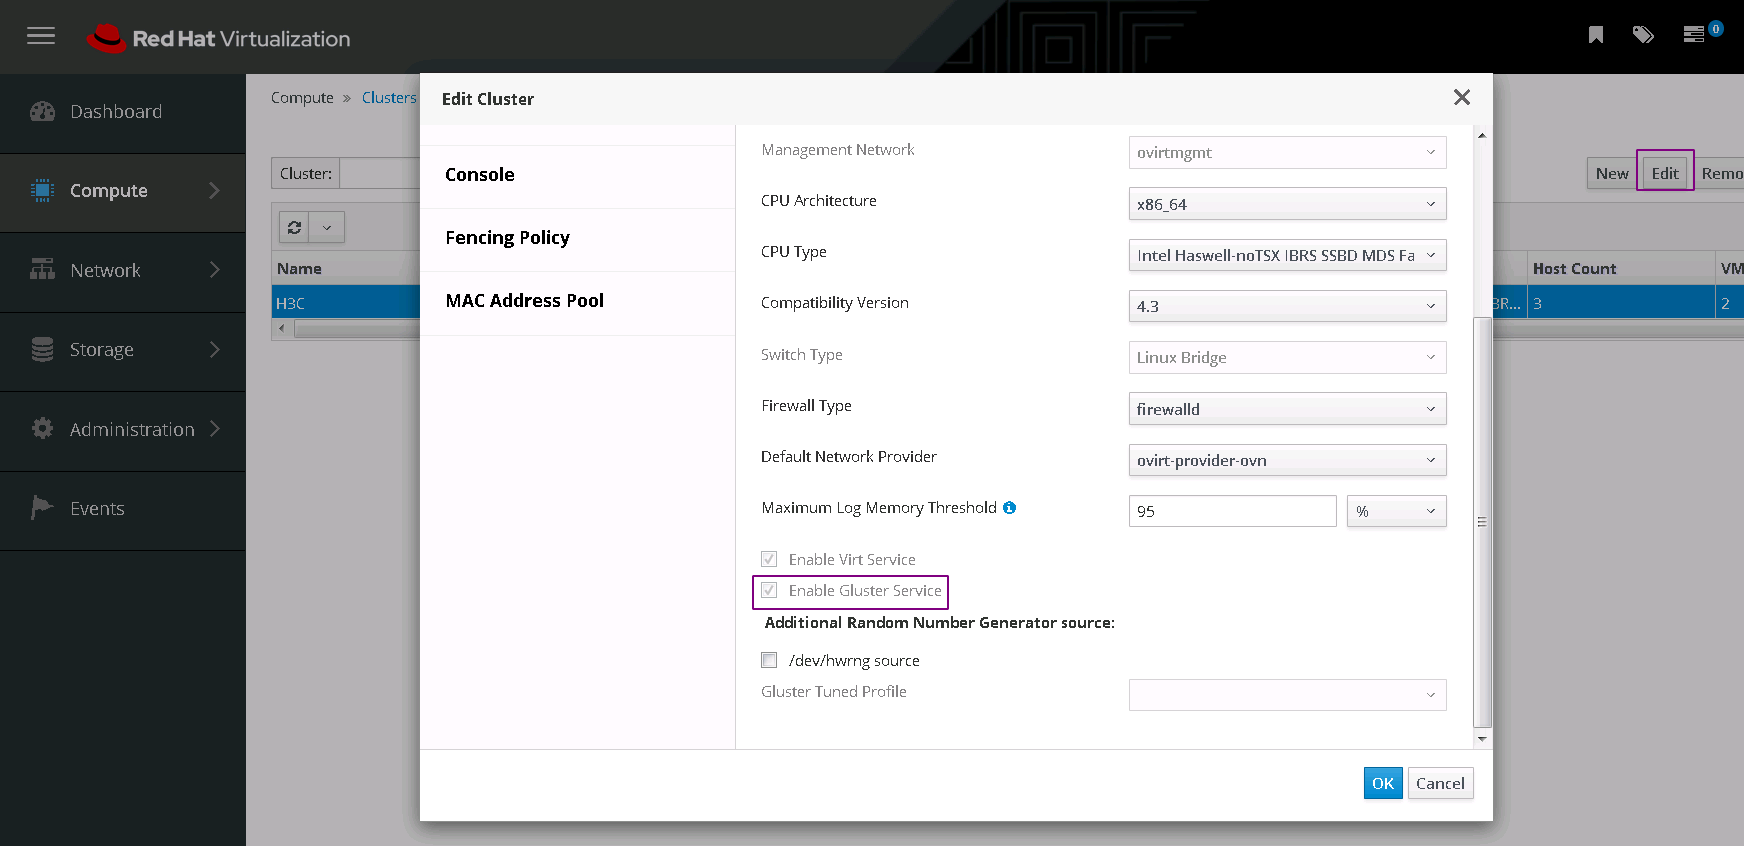 Red Hat Virtualization
0
Dashboard
Compute
Network
Storage
Administration
Events
Compute » Clusters
Cluster:
New Edit Remo
Name Host Count VM
H3C BR... 3 2
Edit Cluster
Console
Fencing Policy
MAC Address Pool
Management Network ovirtmgmt
CPU Architecture x86_64
CPU Type Intel Haswell-noTSX IBRS SSBD MDS Fa
Compatibility Version 4.3
Switch Type Linux Bridge
Firewall Type firewalld
Default Network Provider ovirt-provider-ovn
Maximum Log Memory Threshold 95 %
Enable Virt Service
Enable Gluster Service
Additional Random Number Generator source:
/dev/hwrng source
Gluster Tuned Profile
OK Cancel